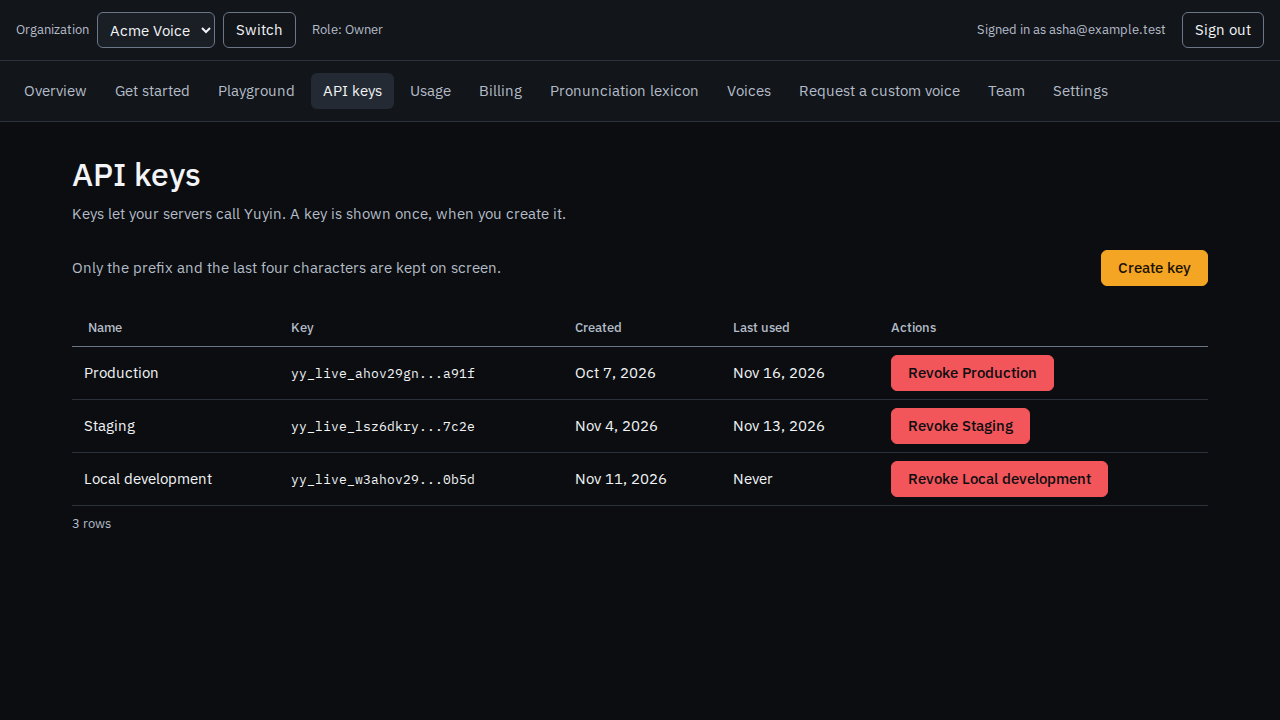 Organization Acme Voice Switch Role: Owner Signed in as asha@example.test Sign out
Overview Get started Playground API keys Usage Billing Pronunciation lexicon Voices Request a custom voice Team Settings
API keys
Keys let your servers call Yuyin. A key is shown once, when you create it.
Only the prefix and the last four characters are kept on screen. Create key
Name Key Created Last used Actions
Production yy_live_ahov29gn...a91f Oct 7, 2026 Nov 16, 2026 Revoke Production
Staging yy_live_lsz6dkry...7c2e Nov 4, 2026 Nov 13, 2026 Revoke Staging
Local development yy_live_w3ahov29...0b5d Nov 11, 2026 Never Revoke Local development
3 rows